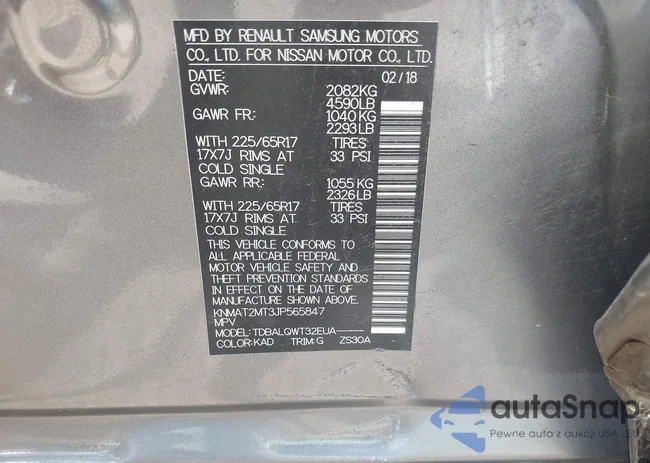 MFD BY RENAULT SAMSUNG MOTORS
CO., LTD. FOR NISSAN MOTOR CO., LTD.
DATE: 02/18
GVWR: 2082KG
4590LB
GAWR FR: 1040KG
2293LB
WITH 225/65R17 TIRES
17X7J RIMS AT 33 PSI
COLD SINGLE
GAWR RR: 1055 KG
2326LB
WITH 225/65R17 TIRES
17X7J RIMS AT 33 PSI
COLD SINGLE
THIS VEHICLE CONFORMS TO
ALL APPLICABLE FEDERAL
MOTOR VEHICLE SAFETY AND
THEFT PREVENTION STANDARDS
IN EFFECT ON THE DATE OF
MANUFACTURE SHOWN ABOVE.
KNMAT2MT3JP565847
MPV
MODEL:TDBALQWT32EUA-----
COLOR:KAD TRIM:G ZS30A
autaSnap
Pewne auta z aukcji USA i EU